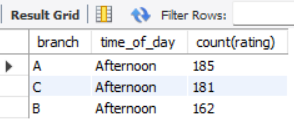 Result Grid Filter Rows:
branch time_of_day count(rating)
A Afternoon 185
C Afternoon 181
B Afternoon 162